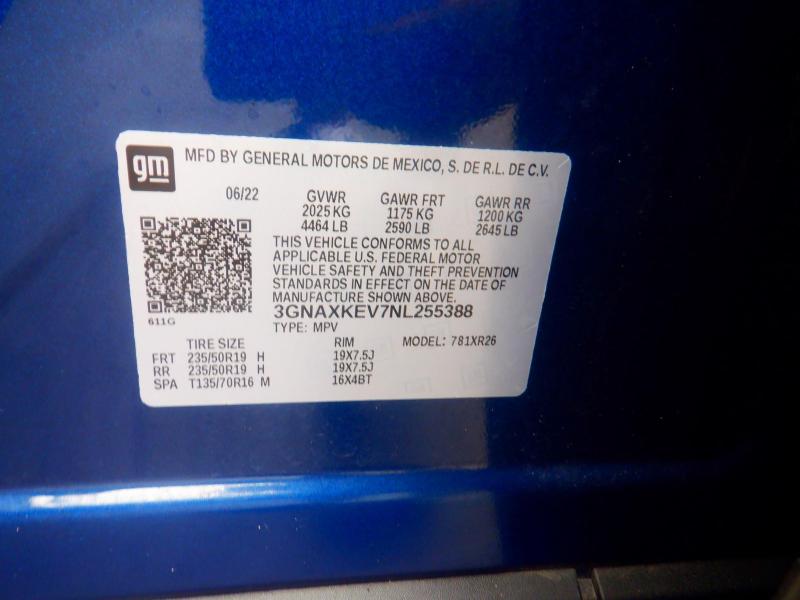 gm
MFD BY GENERAL MOTORS DE MEXICO, S. DE R.L. DE C.V.
06/22 GVWR GAWR FRT GAWR RR
2025 KG 1175 KG 1200 KG
4464 LB 2590 LB 2645 LB
THIS VEHICLE CONFORMS TO ALL
APPLICABLE U.S. FEDERAL MOTOR
VEHICLE SAFETY AND THEFT PREVENTION
STANDARDS IN EFFECT ON THE DATE OF
MANUFACTURE SHOWN ABOVE.
3GNAXKEV7NL255388
611G
TYPE: MPV MODEL: 781XR26
TIRE SIZE RIM
FRT 235/50R19 H 19X7.5J
RR 235/50R19 H 19X7.5J
SPA T135/70R16 M 16X4BT